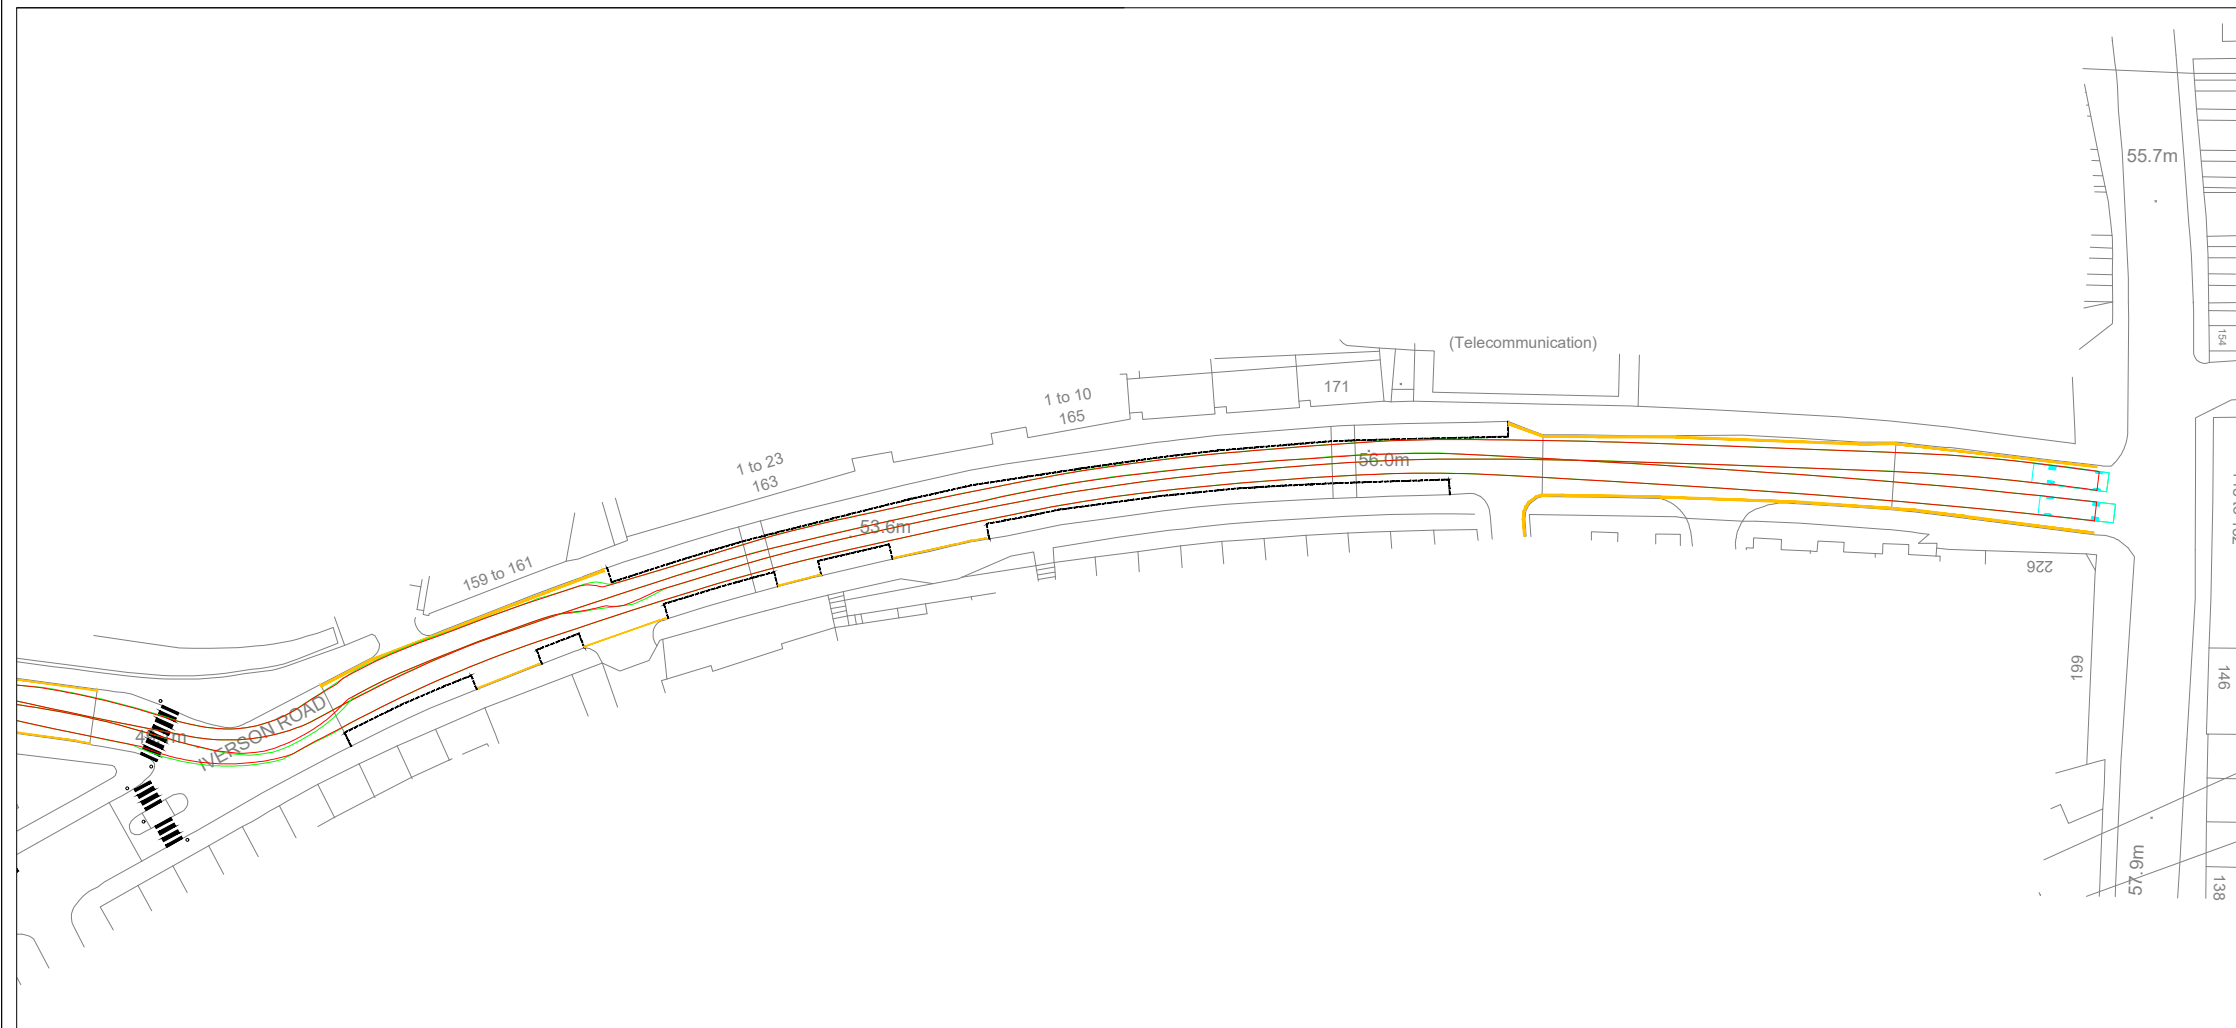 55.7m
154
(Telecommunication)
171
1 to 10
165
1 to 23
163
56.0m
53.6m
159 to 161
226
199
146
IVERSON ROAD
57.9m
138